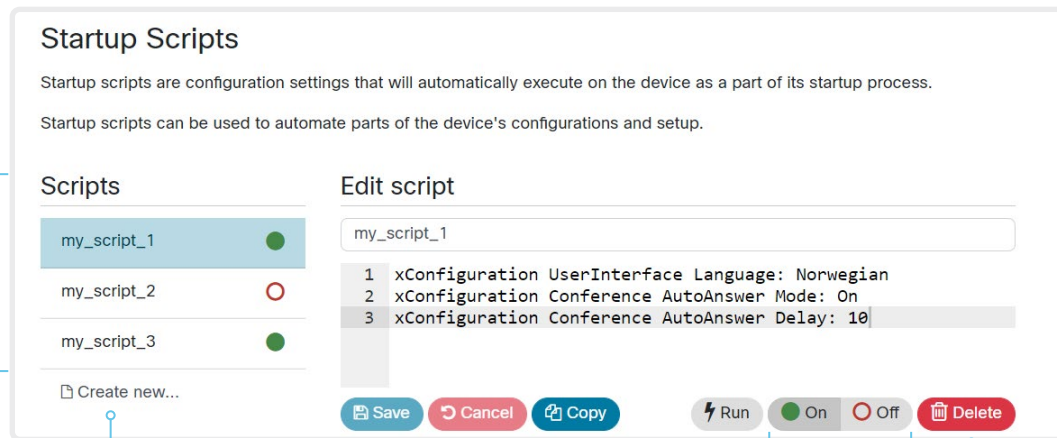 Startup Scripts
Startup scripts are configuration settings that will automatically execute on the device as a part of its startup process.
Startup scripts can be used to automate parts of the device's configurations and setup.
Scripts
my_script_1
my_script_2
my_script_3
Create new...
Edit script
my_script_1
1 xConfiguration UserInterface Language: Norwegian
2 xConfiguration Conference AutoAnswer Mode: On
3 xConfiguration Conference AutoAnswer Delay: 10
Save Cancel Copy Run On Off Delete